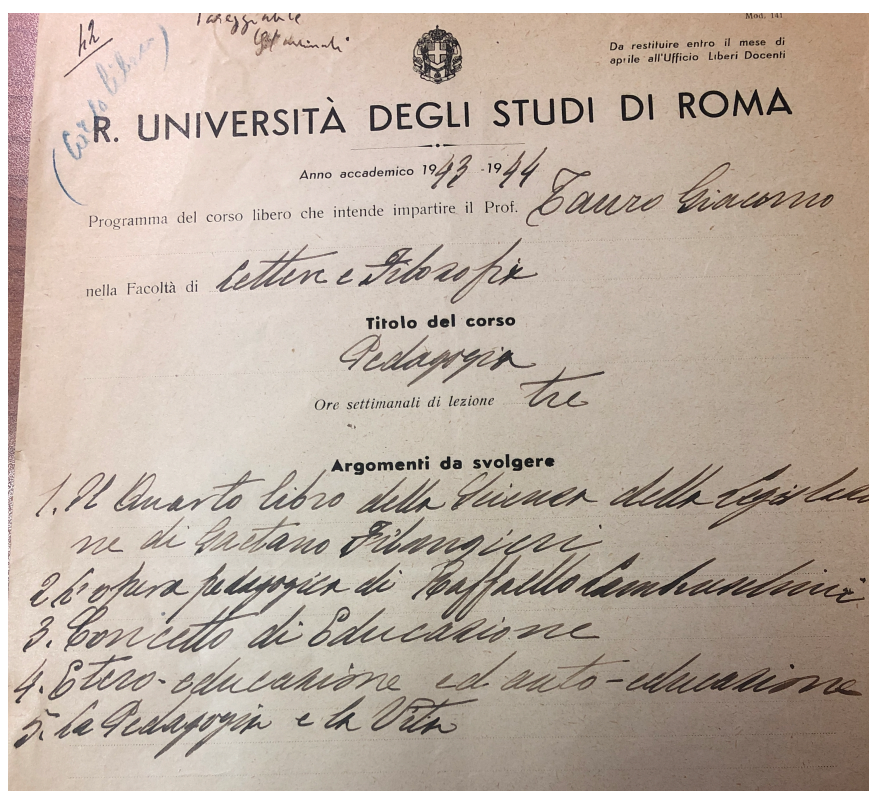 42
Pareggiabile
Mod. 141
(Corso libero)
Da restituire entro il mese di
aprile all'Ufficio Liberi Docenti
R. UNIVERSITÀ DEGLI STUDI DI ROMA
Anno accademico 1943-1944
Programma del corso libero che intende impartire il Prof. Tauro Giacomo
nella Facoltà di Lettere e Filosofia
Titolo del corso
Pedagogia
Ore settimanali di lezione tre
Argomenti da svolgere
1. Il Quarto libro della Scienza della Legislazio
ne di Gaetano Filangieri
2. L'opera pedagogica di Raffaello Lambruschini
3. Concetto di Educazione
4. Etero-educazione ed auto-educazione
5. La Pedagogia e la Vita